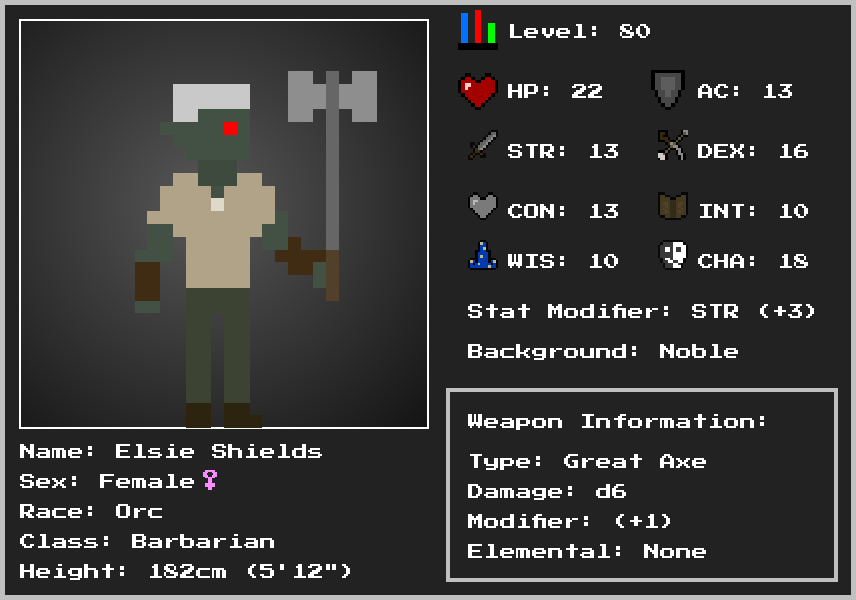 Level: 80
HP: 22
AC: 13
STR: 13
DEX: 16
CON: 13
INT: 10
WIS: 10
CHA: 18
Stat Modifier: STR (+3)
Background: Noble
Weapon Information:
Type: Great Axe
Damage: d6
Modifier: (+1)
Elemental: None
Name: Elsie Shields
Sex: Female♀
Race: Orc
Class: Barbarian
Height: 182cm (5'12")